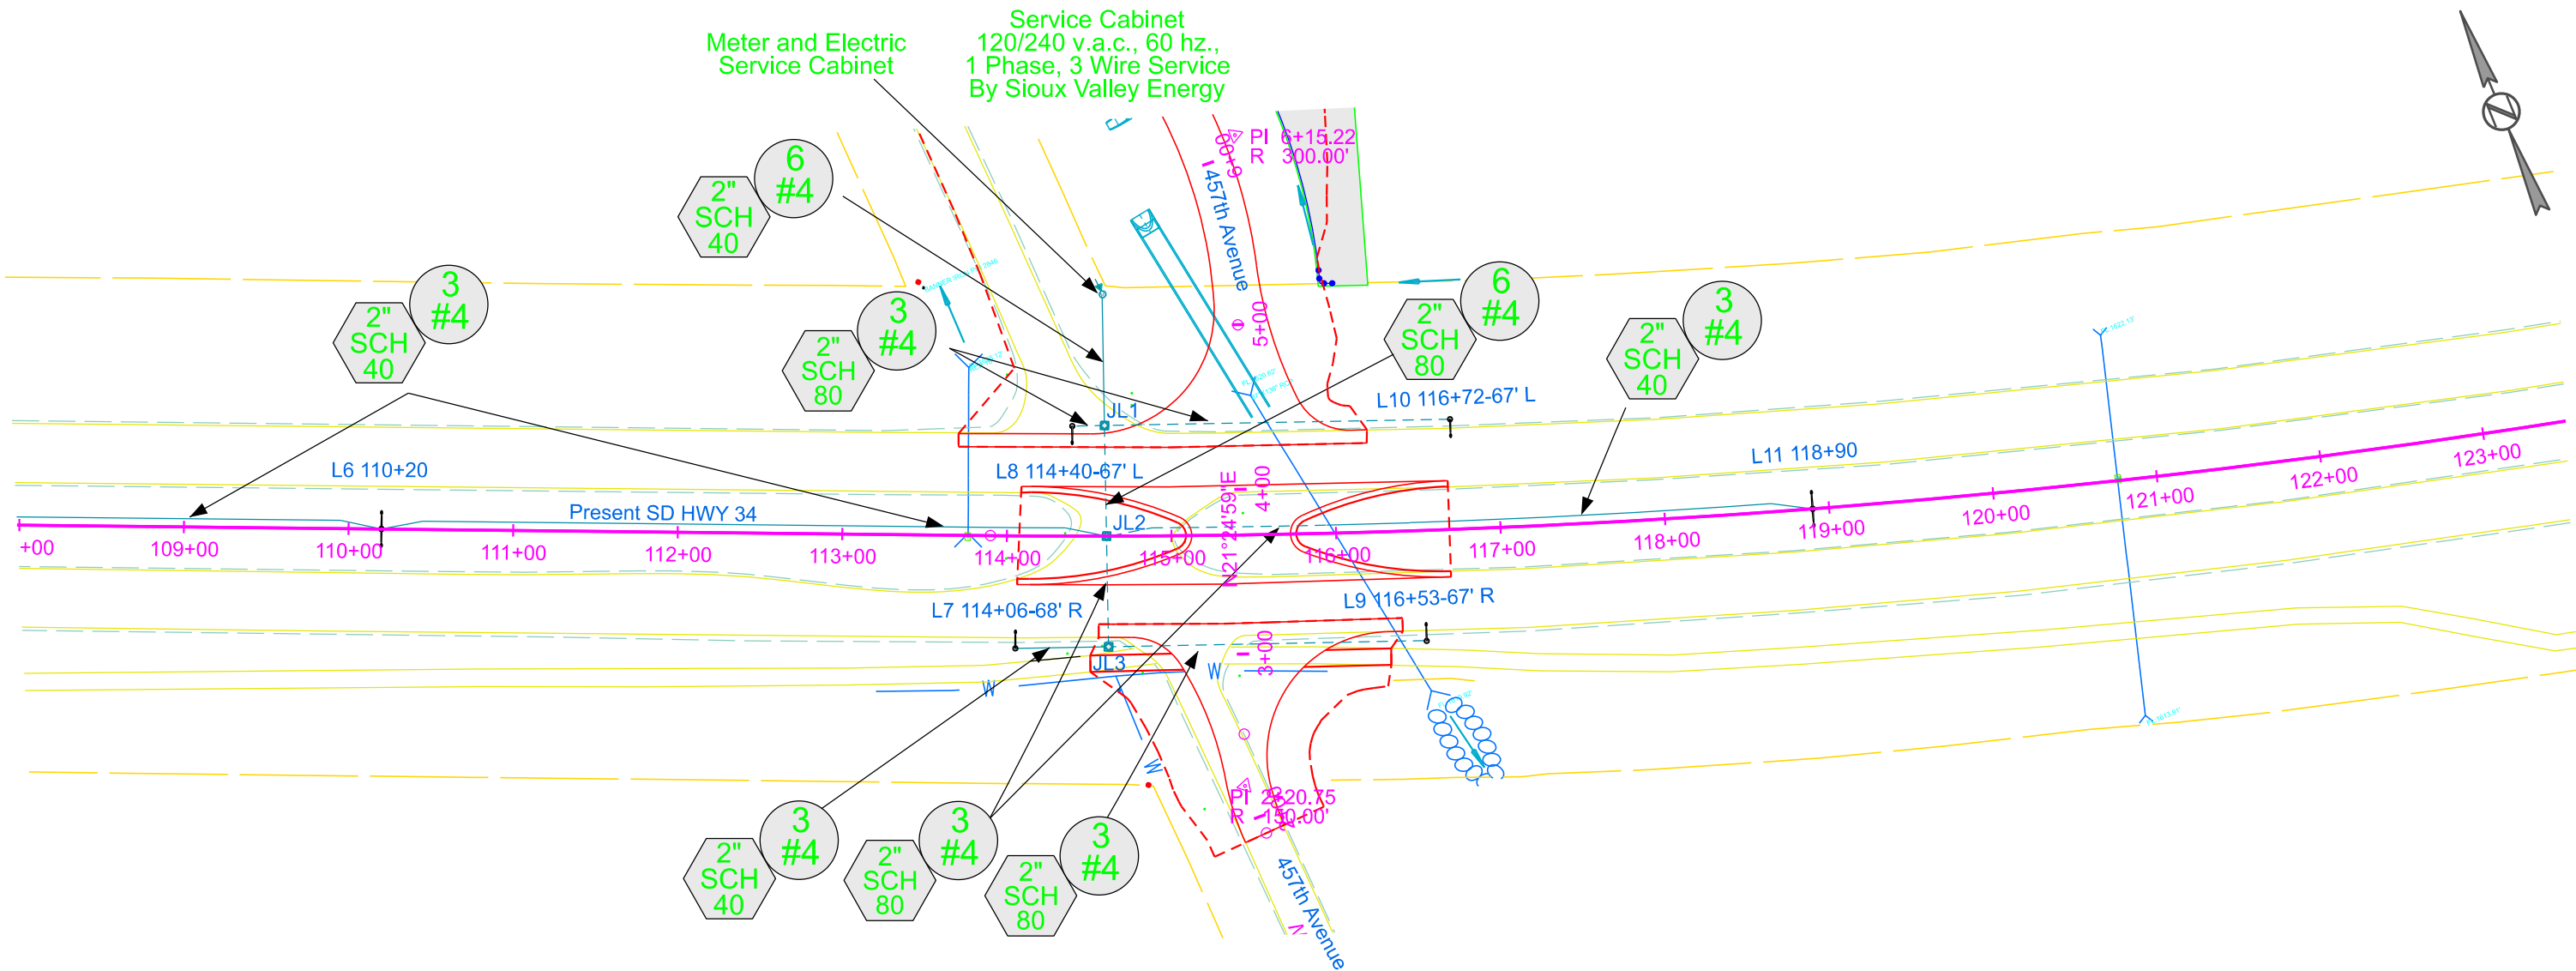 Service Cabinet
120/240 v.a.c., 60 hz.,
1 Phase, 3 Wire Service
By Sioux Valley Energy
Meter and Electric
Service Cabinet
PI 6+15.22
R 300.00'
6+00
457th Avenue
6
#4
2"
SCH
40
3
#4
2"
SCH
40
3
#4
2"
SCH
80
6
#4
2"
SCH
80
3
#4
2"
SCH
40
5+00
JL1
L10 116+72-67' L
L6 110+20
L8 114+40-67' L
L11 118+90
4+00
N21°24'59"E
Present SD HWY 34
JL2
+00
109+00
110+00
111+00
112+00
113+00
114+00
115+00
116+00
117+00
118+00
119+00
120+00
121+00
122+00
123+00
L7 114+06-68' R
L9 116+53-67' R
3+00
JL3
W
W
W
PI 2+20.75
R 150.00'
3
#4
2"
SCH
40
3
#4
2"
SCH
80
3
#4
2"
SCH
80
457th Avenue
N